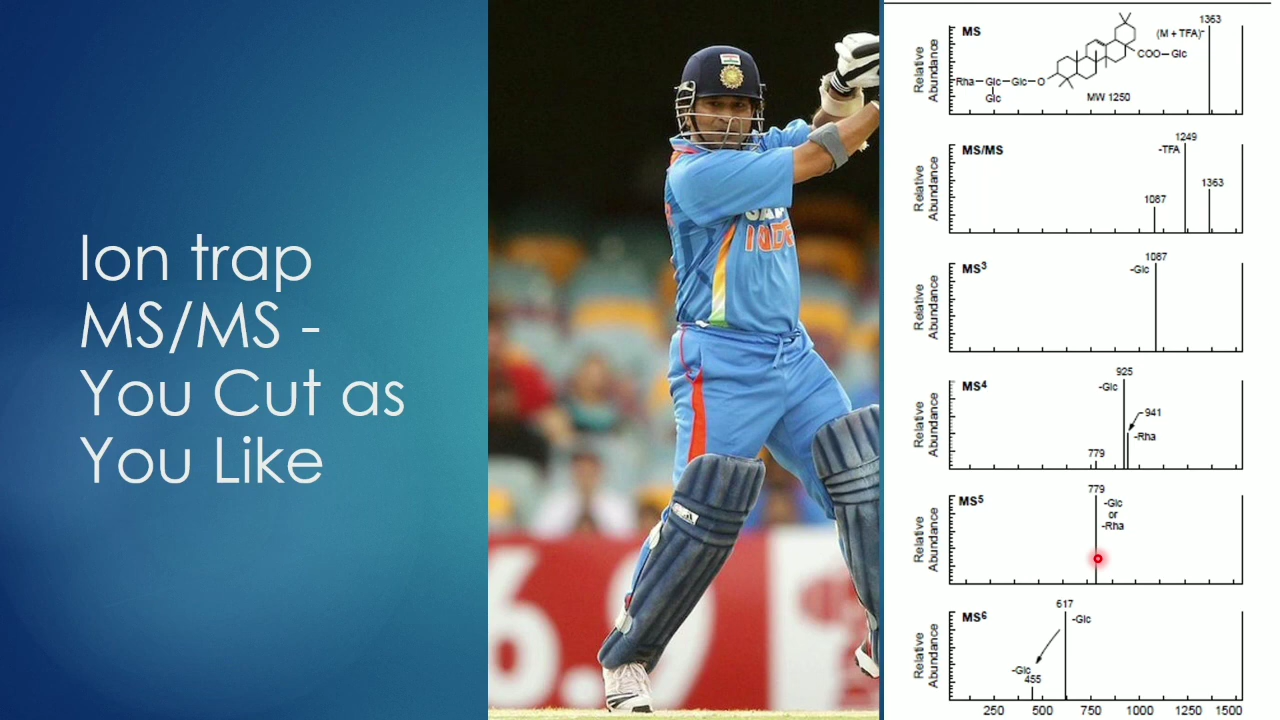 Ion trap
MS/MS -
You Cut as
You Like
MS
1363
(M + TFA)-
COO—Glc
Rha—Glc—Glc—O
Glc
MW 1250
Relative
Abundance
MS/MS
1249
-TFA
1363
1087
Relative
Abundance
MS3
1087
-Glc
Relative
Abundance
MS4
925
-Glc
941
-Rha
779
Relative
Abundance
MS5
779
-Glc
or
-Rha
Relative
Abundance
MS6
617
-Glc
-Glc
455
Relative
Abundance
250 500 750 1000 1250 1500